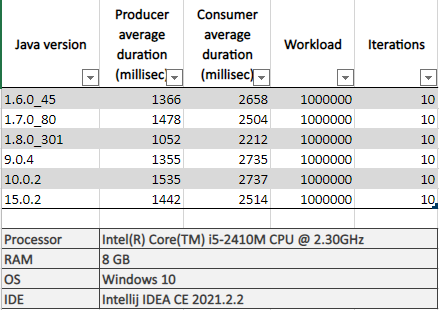 Java version Producer average duration (millisec) Consumer average duration (millisec) Workload Iterations
1.6.0_45 1366 2658 1000000 10
1.7.0_80 1478 2504 1000000 10
1.8.0_301 1052 2212 1000000 10
9.0.4 1355 2735 1000000 10
10.0.2 1535 2737 1000000 10
15.0.2 1442 2514 1000000 10
Processor Intel(R) Core(TM) i5-2410M CPU @ 2.30GHz
RAM 8 GB
OS Windows 10
IDE Intellij IDEA CE 2021.2.2